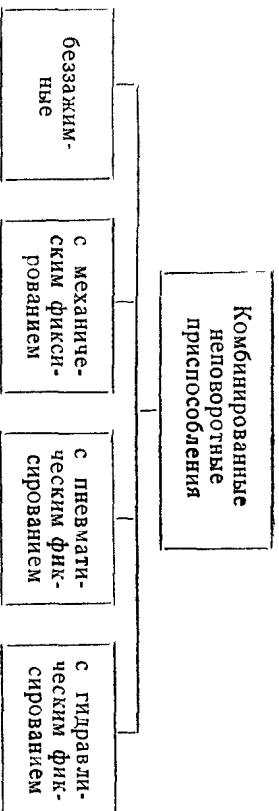 Комбинированные
неповоротные
приспособления
беззажим-
ные
с механиче-
ским фикси-
рованием
с пневмати-
ческим фик-
сированием
с гидравли-
ческим фик-
сированием